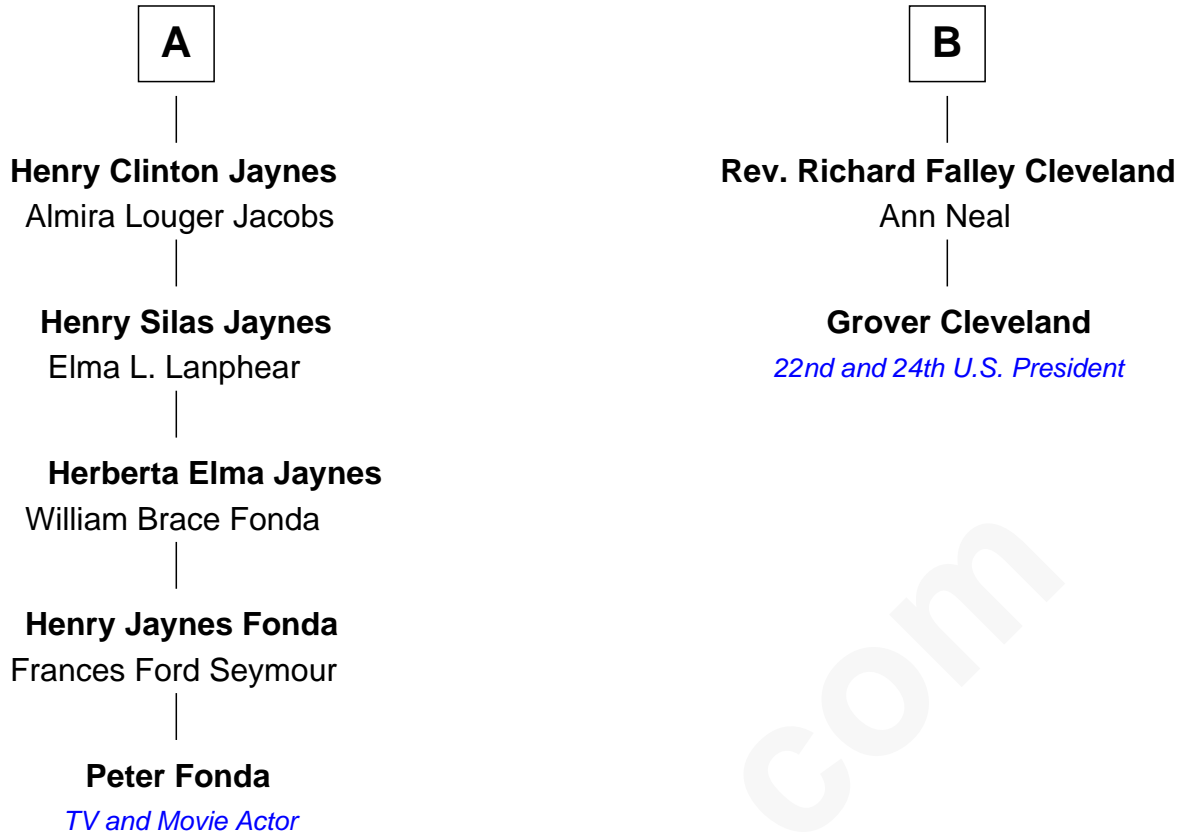 A
Henry Clinton Jaynes
Almira Louger Jacobs
Henry Silas Jaynes
Elma L. Lanphear
Herberta Elma Jaynes
William Brace Fonda
Henry Jaynes Fonda
Frances Ford Seymour
Peter Fonda
TV and Movie Actor
B
Rev. Richard Falley Cleveland
Ann Neal
Grover Cleveland
22nd and 24th U.S. President
com